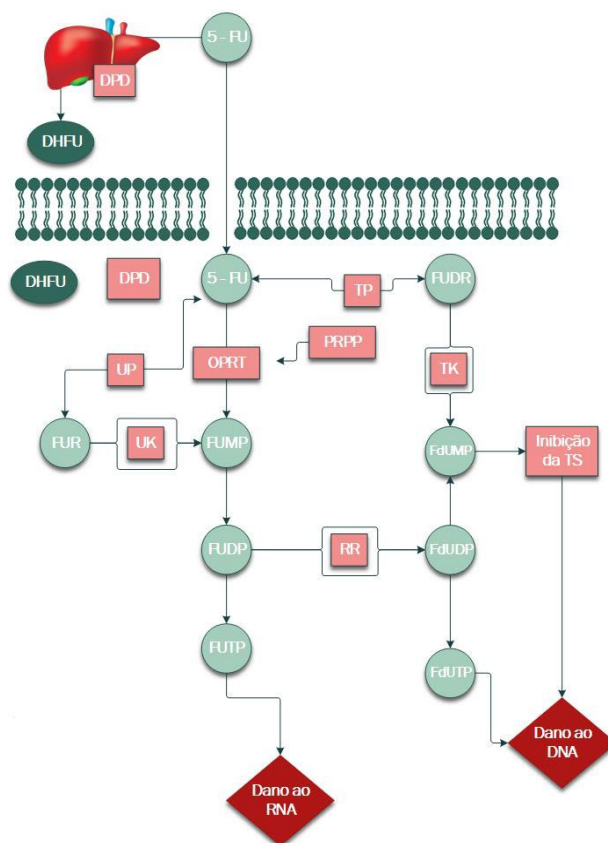 5 - FU
DPD
DHFU
DHFU
DPD
5 - FU
TP
FUDR
PRPP
UP
OPRT
TK
FUR
UK
FUMP
FdUMP
Inibição
da TS
FUDP
RR
FdUDP
FUTP
FdUTP
Dano ao
DNA
Dano ao
RNA